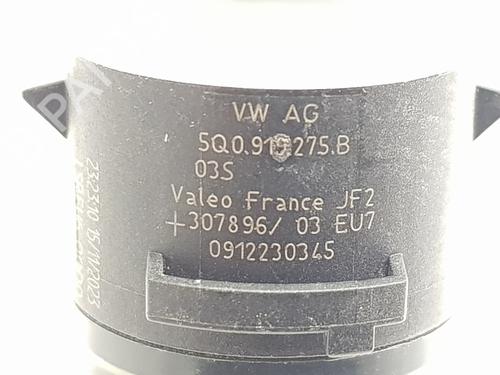 VW AG
5Q0.919.275.B
03S
Valeo France JF2
+307896/ 03 EU7
0912230345